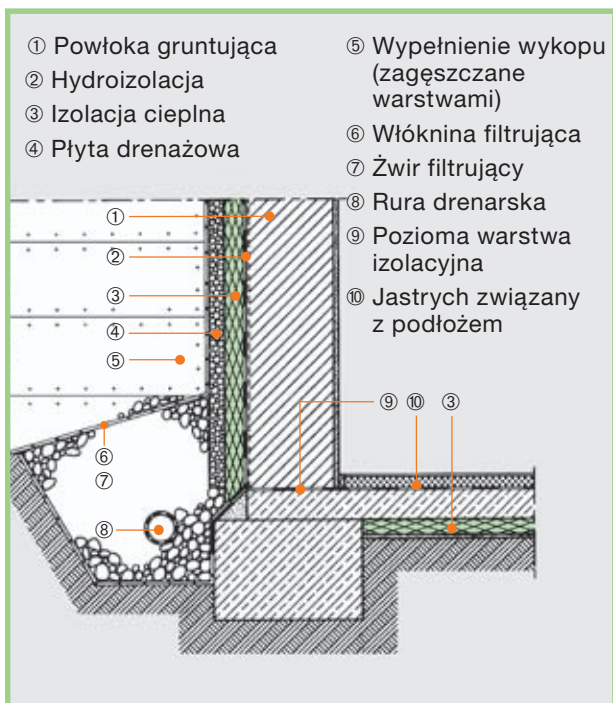 ① Powłoka gruntująca
② Hydroizolacja
③ Izolacja cieplna
④ Płyta drenażowa
⑤ Wypełnienie wykopu
(zagęszczane
warstwami)
⑥ Włóknina filtrująca
⑦ Żwir filtrujący
⑧ Rura drenarska
⑨ Pozioma warstwa
izolacyjna
⑩ Jastrych związany
z podłożem
①
②
③
④
⑤
⑨ ⑩ ③
⑥
⑦
⑧